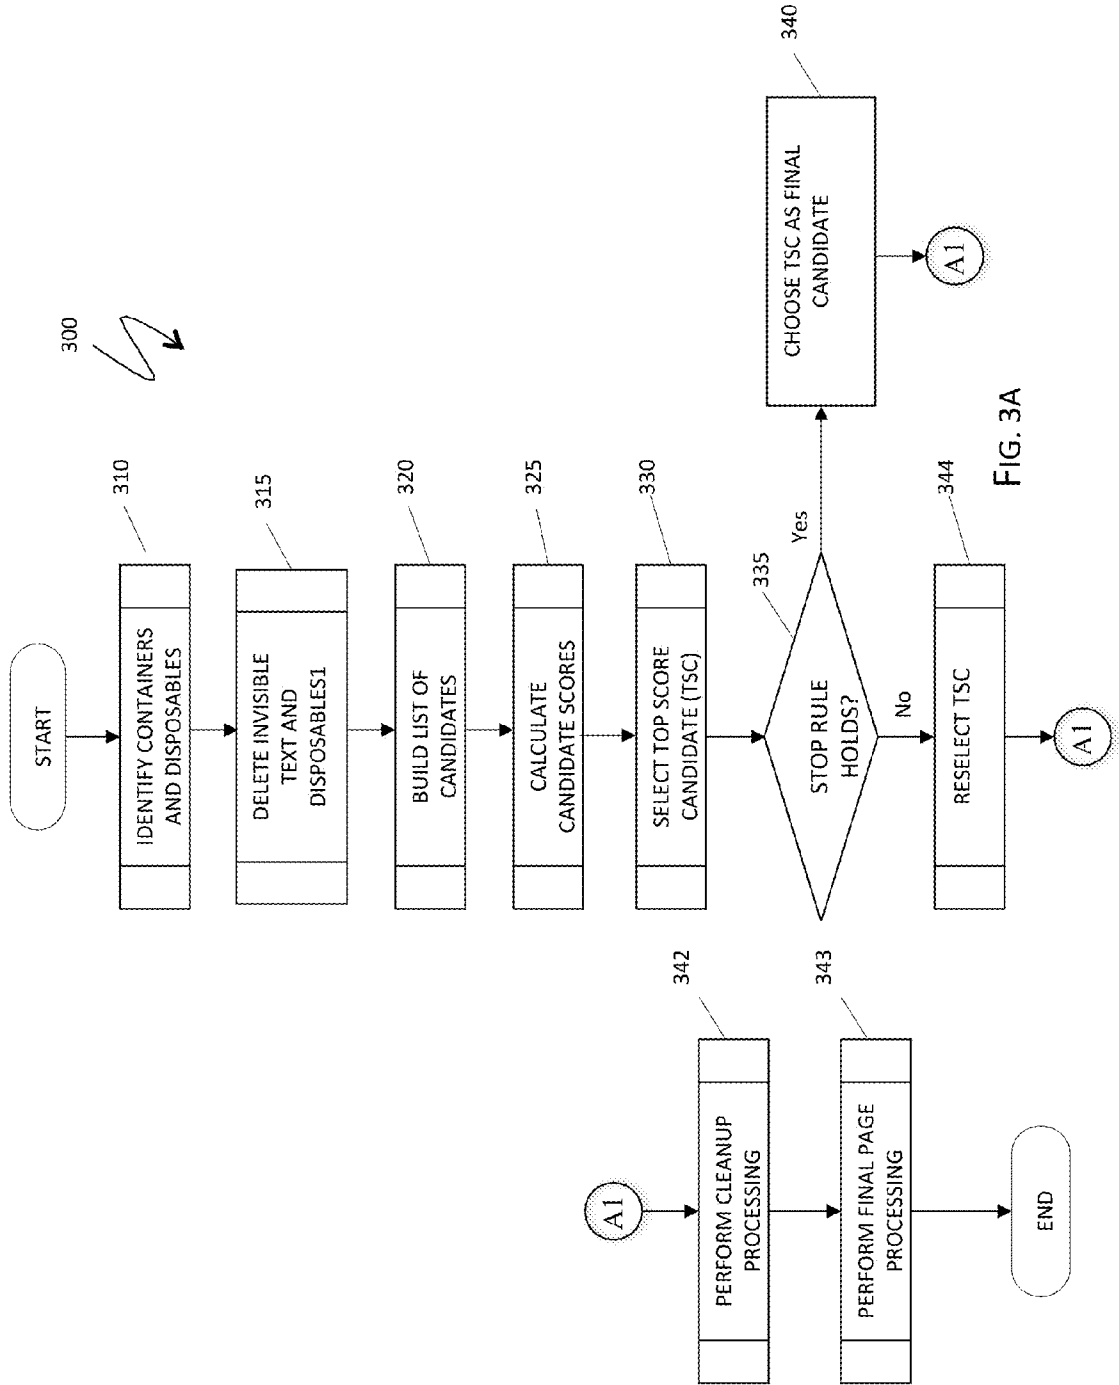 300
START
IDENTIFY CONTAINERS
AND DISPOSABLES
310
DELETE INVISIBLE
TEXT AND
DISPOSABLES1
315
BUILD LIST OF
CANDIDATES
320
CALCULATE
CANDIDATE SCORES
325
SELECT TOP SCORE
CANDIDATE (TSC)
330
STOP RULE
HOLDS?
335
Yes
CHOOSE TSC AS FINAL
CANDIDATE
340
A1
No
RESELECT TSC
344
A1
A1
PERFORM CLEANUP
PROCESSING
342
PERFORM FINAL PAGE
PROCESSING
343
END
FIG. 3A